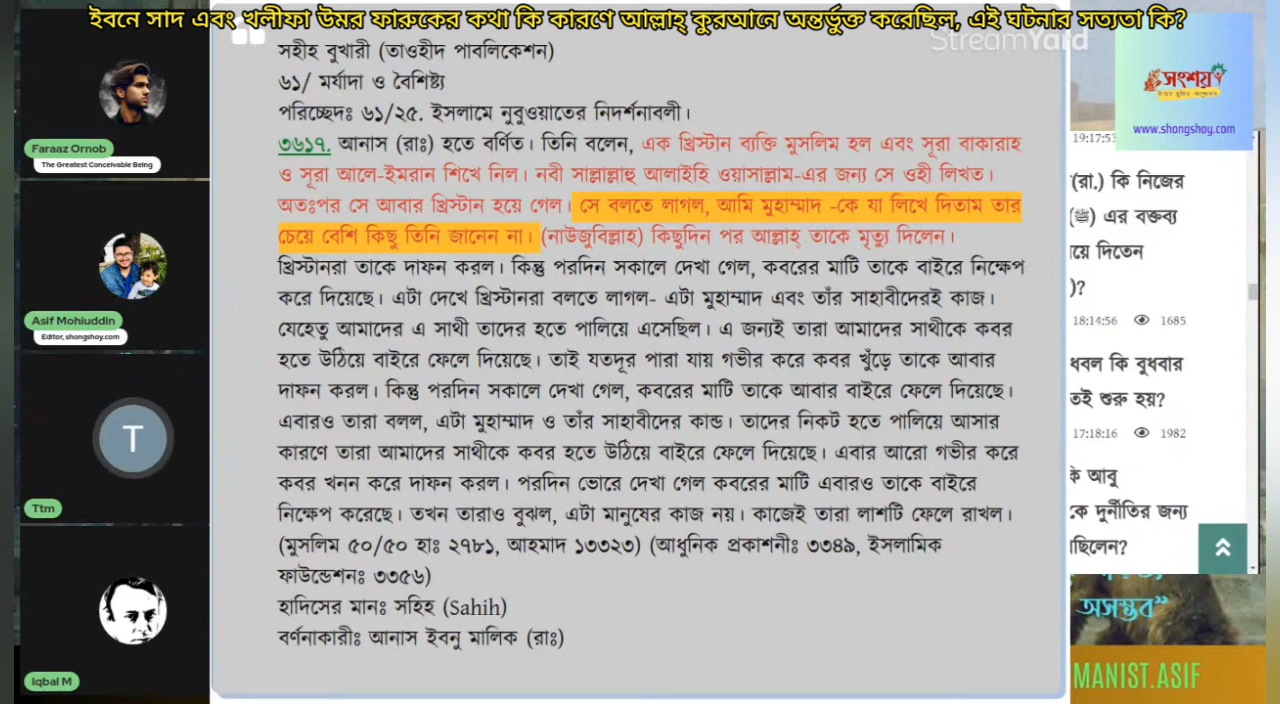 ইবনে সাদ এবং খলীফা উমর ফারুকের কথা কি কারণে আল্লাহ্ কুরআনে অন্তর্ভুক্ত করেছিল, এই ঘটনার সত্যতা কি?
StreamYard
Faraaz Ornob
The Greatest Conceivable Being
Asif Mohiuddin
Editor, shongshoy.com
T
Ttm
Iqbal M
সহীহ বুখারী (তাওহীদ পাবলিকেশন)
৬১/ মর্যাদা ও বৈশিষ্ট্য
পরিচ্ছেদঃ ৬১/২৫. ইসলামে নুবুওয়াতের নিদর্শনাবলী।
৩৬১৭. আনাস (রাঃ) হতে বর্ণিত। তিনি বলেন, এক খ্রিস্টান ব্যক্তি মুসলিম হল এবং সূরা বাকারাহ
ও সূরা আলে-ইমরান শিখে নিল। নবী সাল্লাল্লাহু আলাইহি ওয়াসাল্লাম-এর জন্য সে ওহী লিখত।
অতঃপর সে আবার খ্রিস্টান হয়ে গেল। সে বলতে লাগল, আমি মুহাম্মাদ -কে যা লিখে দিতাম তার
চেয়ে বেশি কিছু তিনি জানেন না। (নাউজুবিল্লাহ) কিছুদিন পর আল্লাহ্ তাকে মৃত্যু দিলেন।
খ্রিস্টানরা তাকে দাফন করল। কিন্তু পরদিন সকালে দেখা গেল, কবরের মাটি তাকে বাইরে নিক্ষেপ
করে দিয়েছে। এটা দেখে খ্রিস্টানরা বলতে লাগল- এটা মুহাম্মাদ এবং তাঁর সাহাবীদেরই কাজ।
যেহেতু আমাদের এ সাথী তাদের হতে পালিয়ে এসেছিল। এ জন্যই তারা আমাদের সাথীকে কবর
হতে উঠিয়ে বাইরে ফেলে দিয়েছে। তাই যতদূর পারা যায় গভীর করে কবর খুঁড়ে তাকে আবার
দাফন করল। কিন্তু পরদিন সকালে দেখা গেল, কবরের মাটি তাকে আবার বাইরে ফেলে দিয়েছে।
এবারও তারা বলল, এটা মুহাম্মাদ ও তাঁর সাহাবীদের কান্ড। তাদের নিকট হতে পালিয়ে আসার
কারণে তারা আমাদের সাথীকে কবর হতে উঠিয়ে বাইরে ফেলে দিয়েছে। এবার আরো গভীর করে
কবর খনন করে দাফন করল। পরদিন ভোরে দেখা গেল কবরের মাটি এবারও তাকে বাইরে
নিক্ষেপ করেছে। তখন তারাও বুঝল, এটা মানুষের কাজ নয়। কাজেই তারা লাশটি ফেলে রাখল।
(মুসলিম ৫০/৫০ হাঃ ২৭৮১, আহমাদ ১৩৩২৩) (আধুনিক প্রকাশনীঃ ৩৩৪৯, ইসলামিক
ফাউন্ডেশনঃ ৩৩৫৬)
হাদিসের মানঃ সহিহ (Sahih)
বর্ণনাকারীঃ আনাস ইবনু মালিক (রাঃ)
সংশয়
www.shongshoy.com
19:17:53
(রা.) কি নিজের
(ﷺ) এর বক্তব্য
য়ে দিতেন
)?
18:14:56 1685
ধবল কি বুধবার
তেই শুরু হয়?
17:18:16 1982
কি আবু
কে দুর্নীতির জন্য
ছিলেন?
অসম্ভব”
MANIST.ASIF